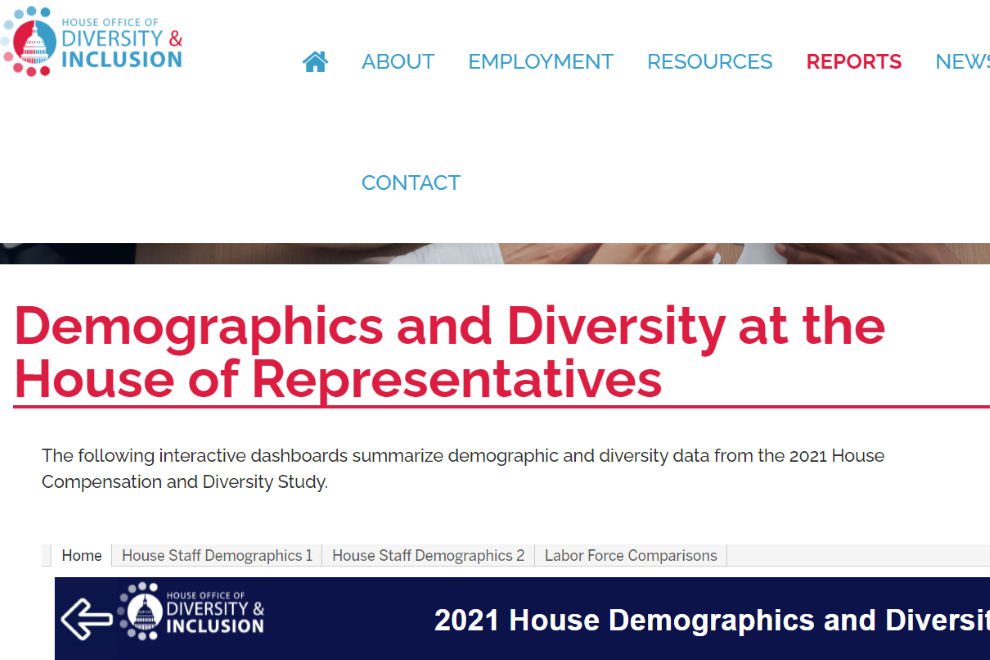 HOUSE OFFICE OF
DIVERSITY &
INCLUSION
ABOUT EMPLOYMENT RESOURCES REPORTS NEWS
CONTACT
Demographics and Diversity at the
House of Representatives
The following interactive dashboards summarize demographic and diversity data from the 2021 House
Compensation and Diversity Study.
Home House Staff Demographics 1 House Staff Demographics 2 Labor Force Comparisons
HOUSE OFFICE OF
DIVERSITY &
INCLUSION
2021 House Demographics and Diversit